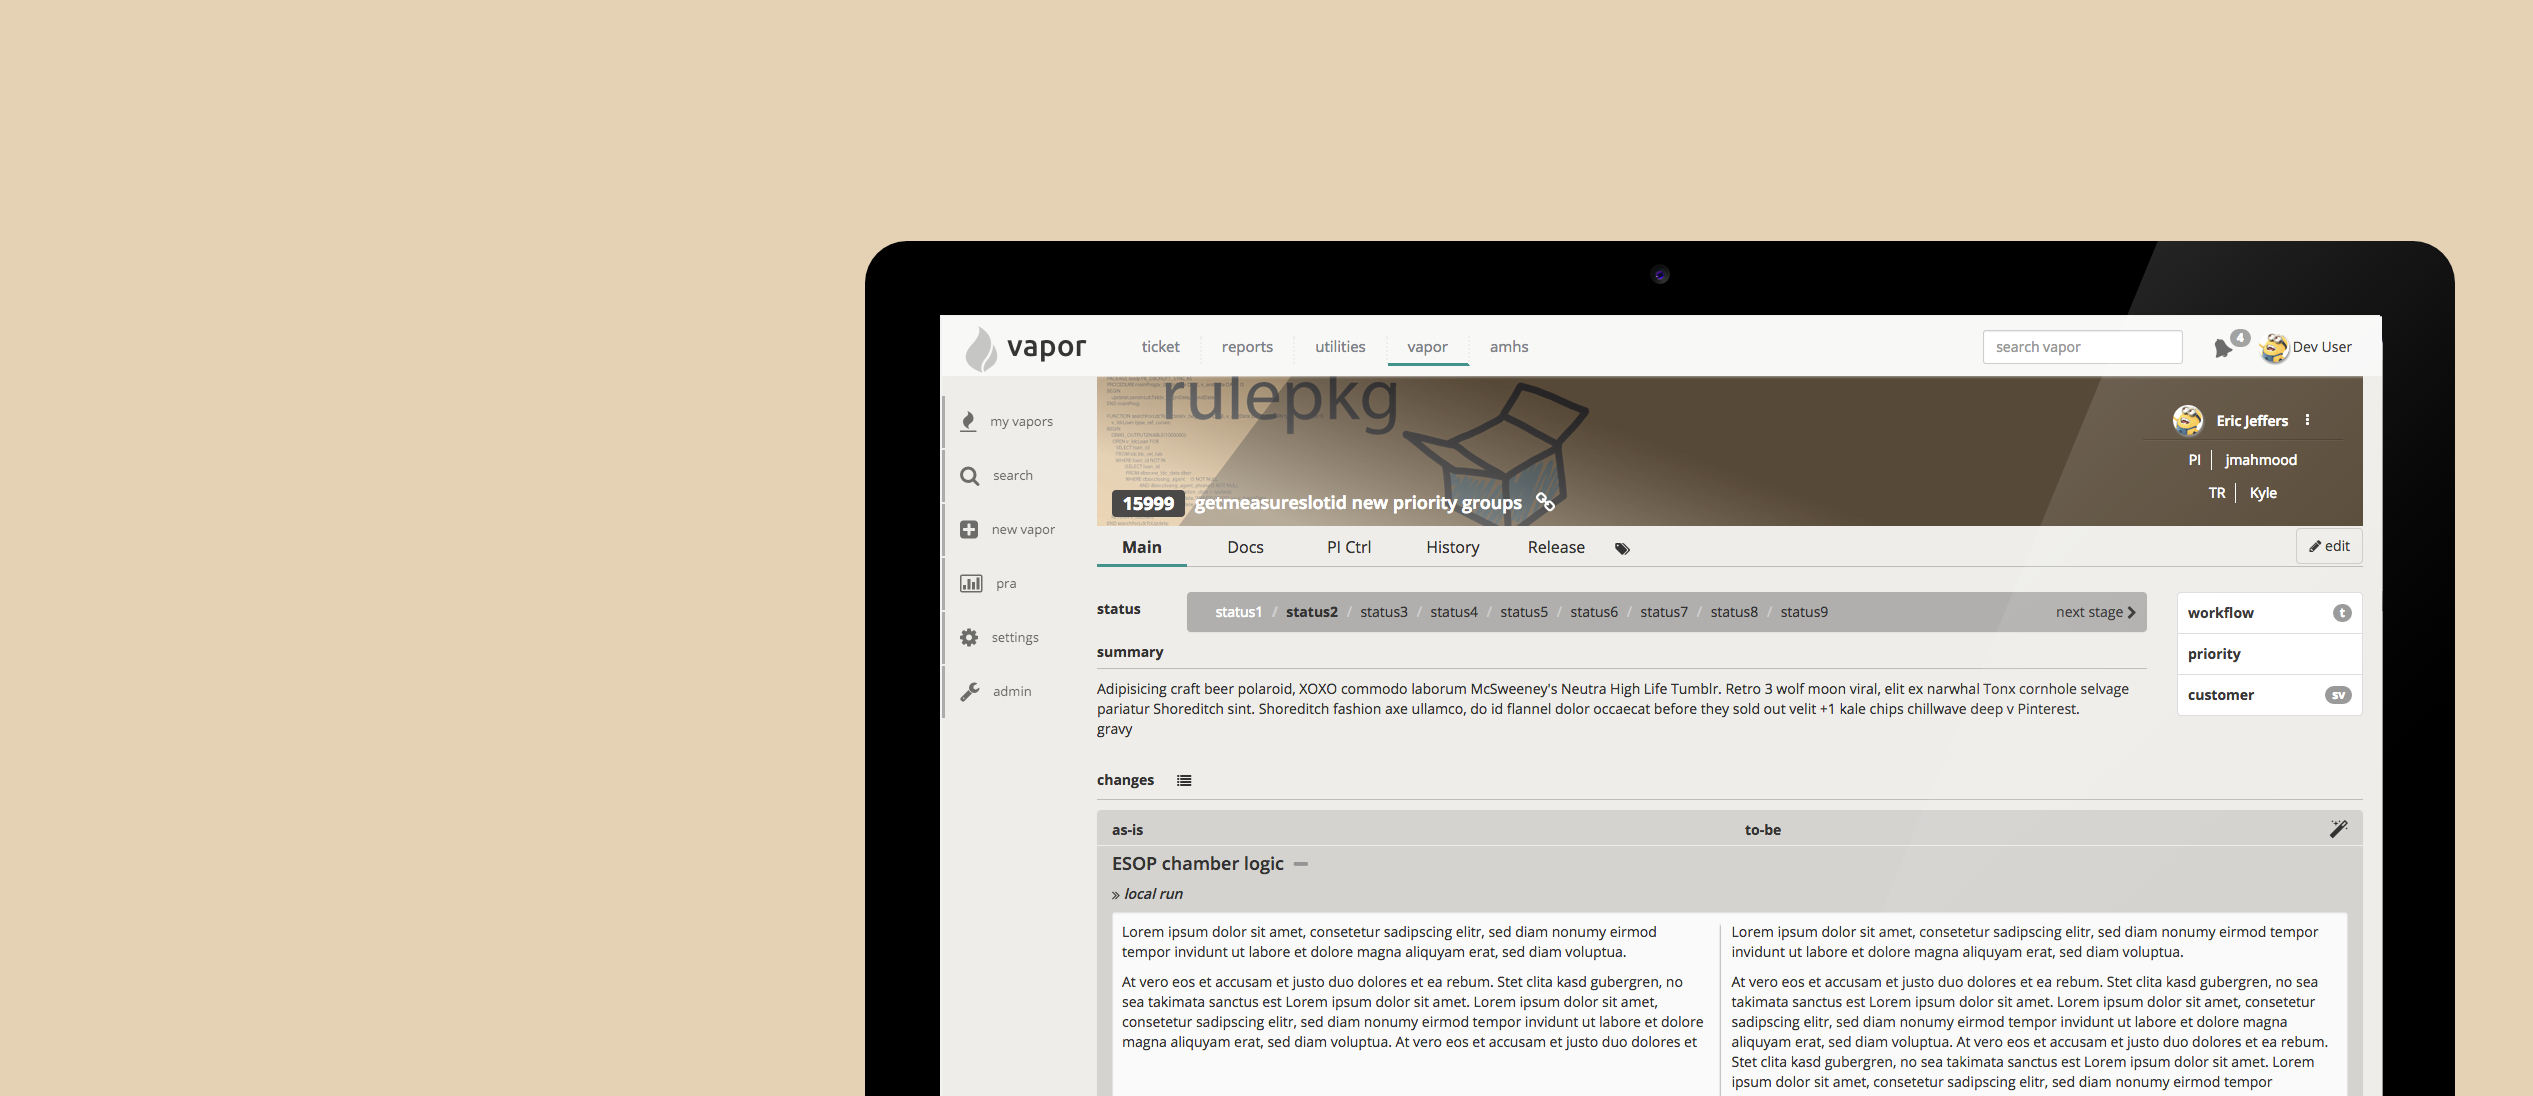 vapor
ticket
reports
utilities
vapor
amhs
search vapor
4
Dev User
my vapors
search
new vapor
pra
settings
admin
rulepkg
Eric Jeffers
PI jmahmood
TR Kyle
15999 getmeasureslotid new priority groups
Main
Docs
PI Ctrl
History
Release
edit
status
status1 / status2 / status3 / status4 / status5 / status6 / status7 / status8 / status9
next stage
workflow t
priority
customer sv
summary
Adipisicing craft beer polaroid, XOXO commodo laborum McSweeney's Neutra High Life Tumblr. Retro 3 wolf moon viral, elit ex narwhal Tonx cornhole selvage
pariatur Shoreditch sint. Shoreditch fashion axe ullamco, do id flannel dolor occaecat before they sold out velit +1 kale chips chillwave deep v Pinterest.
gravy
changes
as-is
to-be
ESOP chamber logic
» local run
Lorem ipsum dolor sit amet, consetetur sadipscing elitr, sed diam nonumy eirmod
tempor invidunt ut labore et dolore magna aliquyam erat, sed diam voluptua.
At vero eos et accusam et justo duo dolores et ea rebum. Stet clita kasd gubergren, no
sea takimata sanctus est Lorem ipsum dolor sit amet. Lorem ipsum dolor sit amet,
consetetur sadipscing elitr, sed diam nonumy eirmod tempor invidunt ut labore et dolore
magna aliquyam erat, sed diam voluptua. At vero eos et accusam et justo duo dolores et
Lorem ipsum dolor sit amet, consetetur sadipscing elitr, sed diam nonumy eirmod tempor
invidunt ut labore et dolore magna aliquyam erat, sed diam voluptua.
At vero eos et accusam et justo duo dolores et ea rebum. Stet clita kasd gubergren, no sea
takimata sanctus est Lorem ipsum dolor sit amet. Lorem ipsum dolor sit amet, consetetur
sadipscing elitr, sed diam nonumy eirmod tempor invidunt ut labore et dolore magna
aliquyam erat, sed diam voluptua. At vero eos et accusam et justo duo dolores et ea rebum.
Stet clita kasd gubergren, no sea takimata sanctus est Lorem ipsum dolor sit amet. Lorem
ipsum dolor sit amet, consetetur sadipscing elitr, sed diam nonumy eirmod tempor